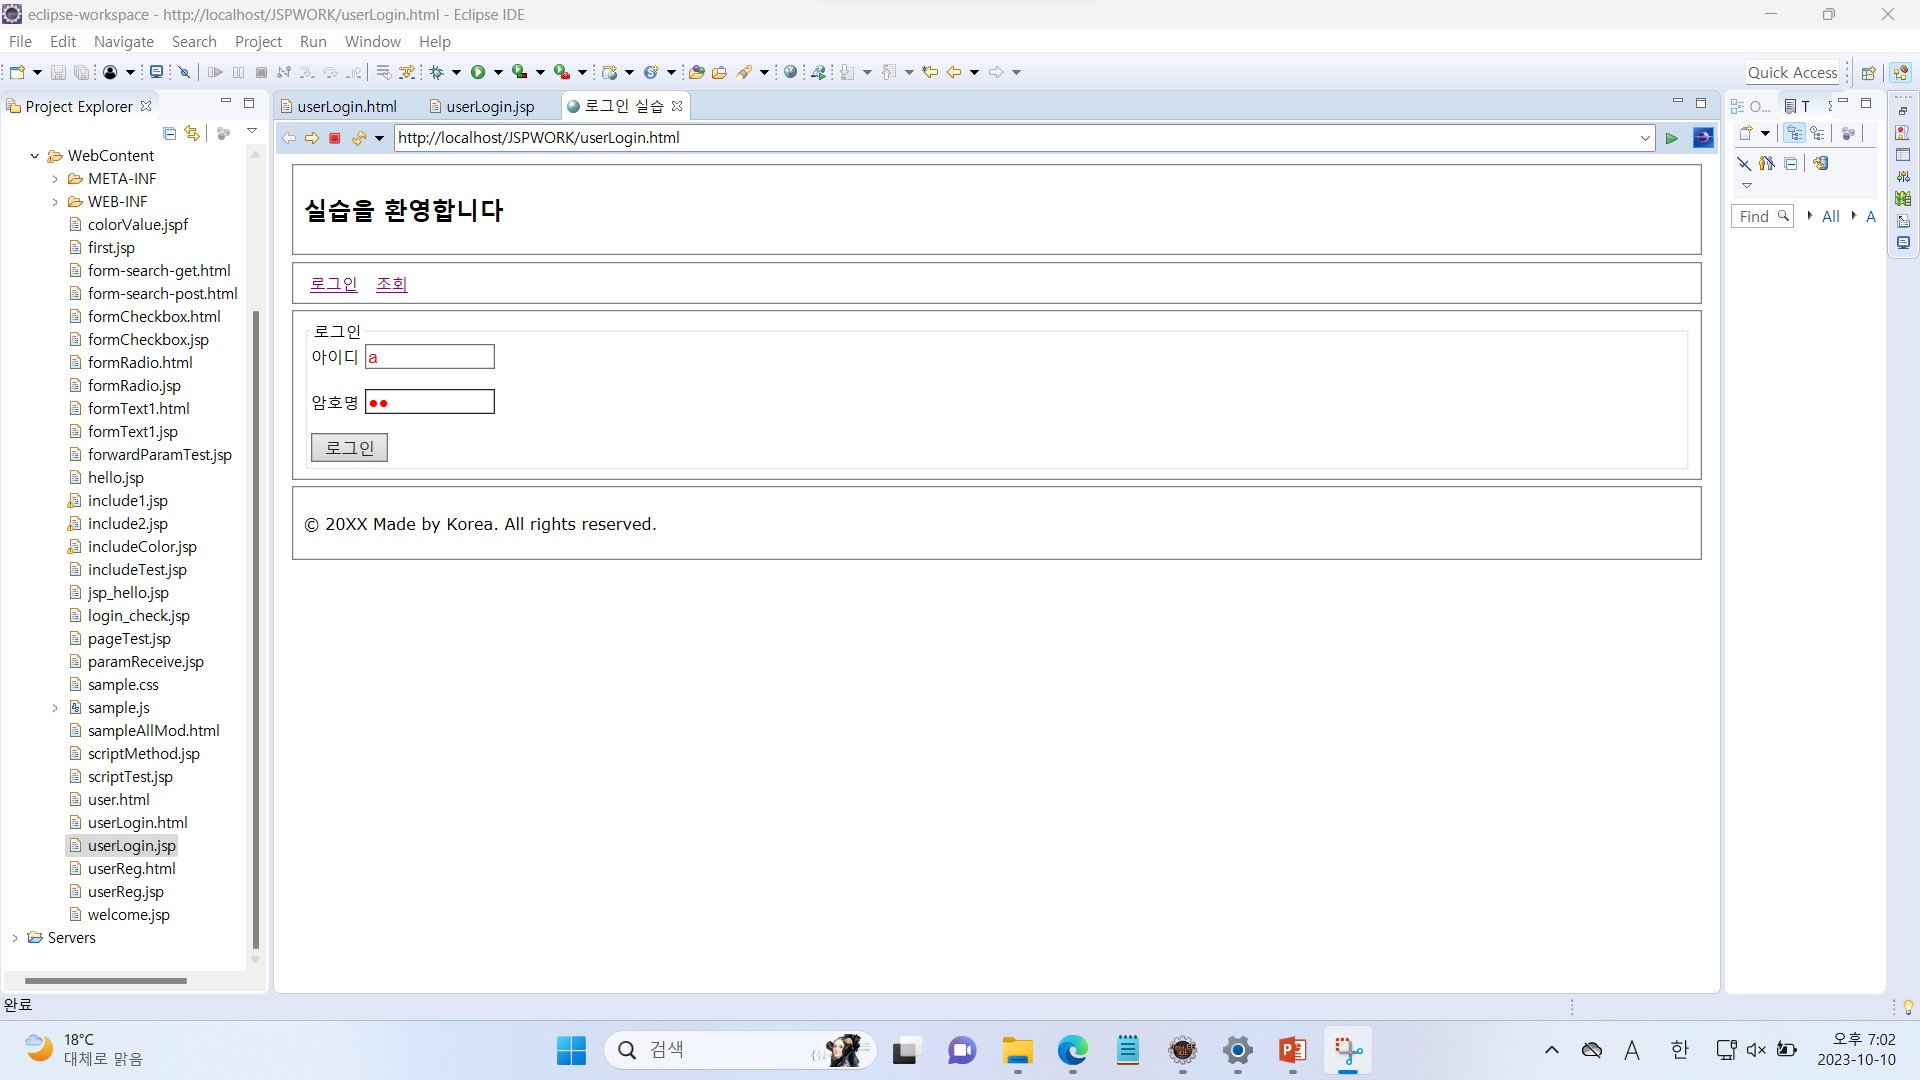 eclipse-workspace - http://localhost/JSPWORK/userLogin.html - Eclipse IDE
File Edit Navigate Search Project Run Window Help
Quick Access
Project Explorer
userLogin.html
userLogin.jsp
로그인 실습
O...
T
http://localhost/JSPWORK/userLogin.html
WebContent
META-INF
WEB-INF
colorValue.jspf
first.jsp
form-search-get.html
form-search-post.html
formCheckbox.html
formCheckbox.jsp
formRadio.html
formRadio.jsp
formText1.html
formText1.jsp
forwardParamTest.jsp
hello.jsp
include1.jsp
include2.jsp
includeColor.jsp
includeTest.jsp
jsp_hello.jsp
login_check.jsp
pageTest.jsp
paramReceive.jsp
sample.css
sample.js
sampleAllMod.html
scriptMethod.jsp
scriptTest.jsp
user.html
userLogin.html
userLogin.jsp
userReg.html
userReg.jsp
welcome.jsp
Servers
실습을 환영합니다
로그인 조회
로그인
아이디 a
암호명 ●●
로그인
© 20XX Made by Korea. All rights reserved.
Find All A
완료
18°C
대체로 맑음
검색
A
한
오후 7:02
2023-10-10